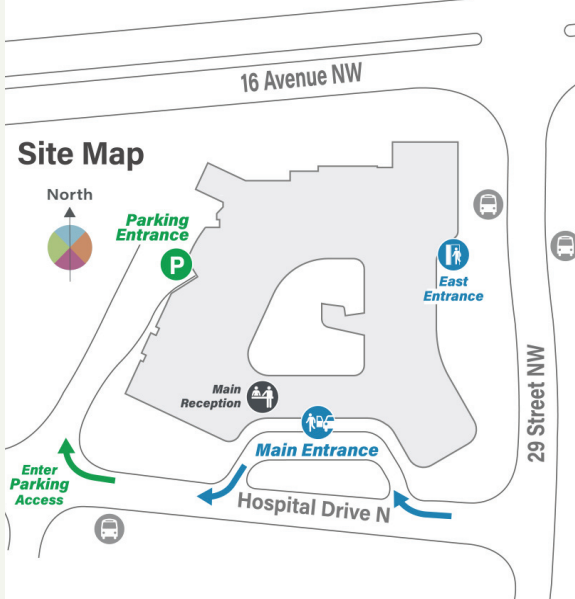 16 Avenue NW
Site Map
North
Parking
Entrance
P
East
Entrance
29 Street NW
Main
Reception
Main Entrance
Enter
Parking
Access
Hospital Drive N